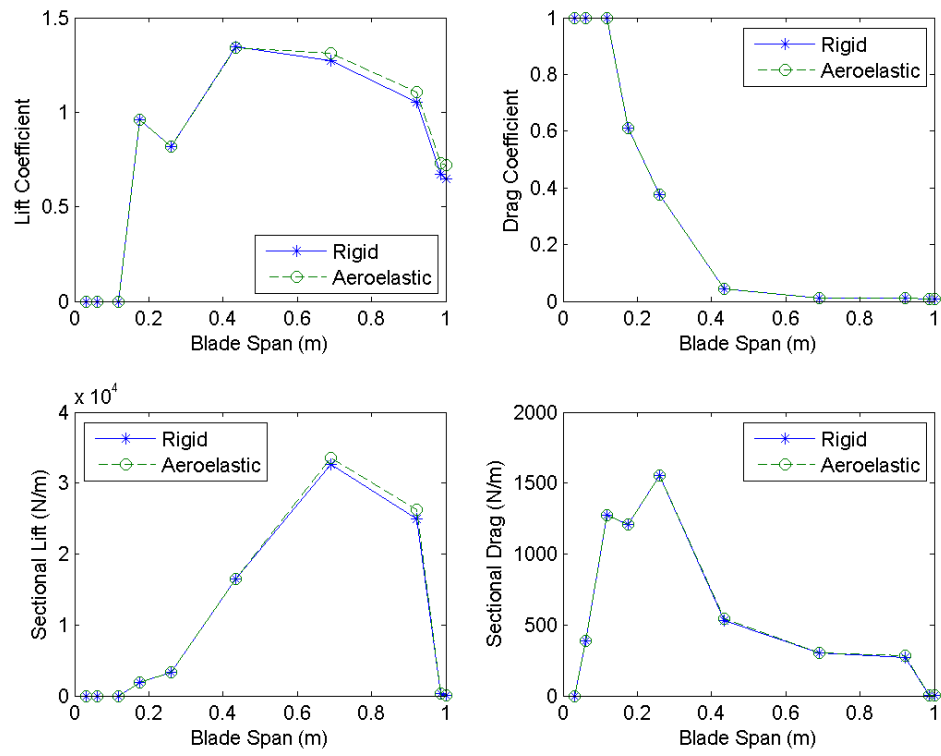 1.5
1
0.5
0
Lift Coefficient
Rigid
Aeroelastic
0 0.2 0.4 0.6 0.8 1
Blade Span (m)
1
0.8
0.6
0.4
0.2
0
Drag Coefficient
Rigid
Aeroelastic
0 0.2 0.4 0.6 0.8 1
Blade Span (m)
x 10^4
4
3
2
1
0
Sectional Lift (N/m)
Rigid
Aeroelastic
0 0.2 0.4 0.6 0.8 1
Blade Span (m)
2000
1500
1000
500
0
Sectional Drag (N/m)
Rigid
Aeroelastic
0 0.2 0.4 0.6 0.8 1
Blade Span (m)